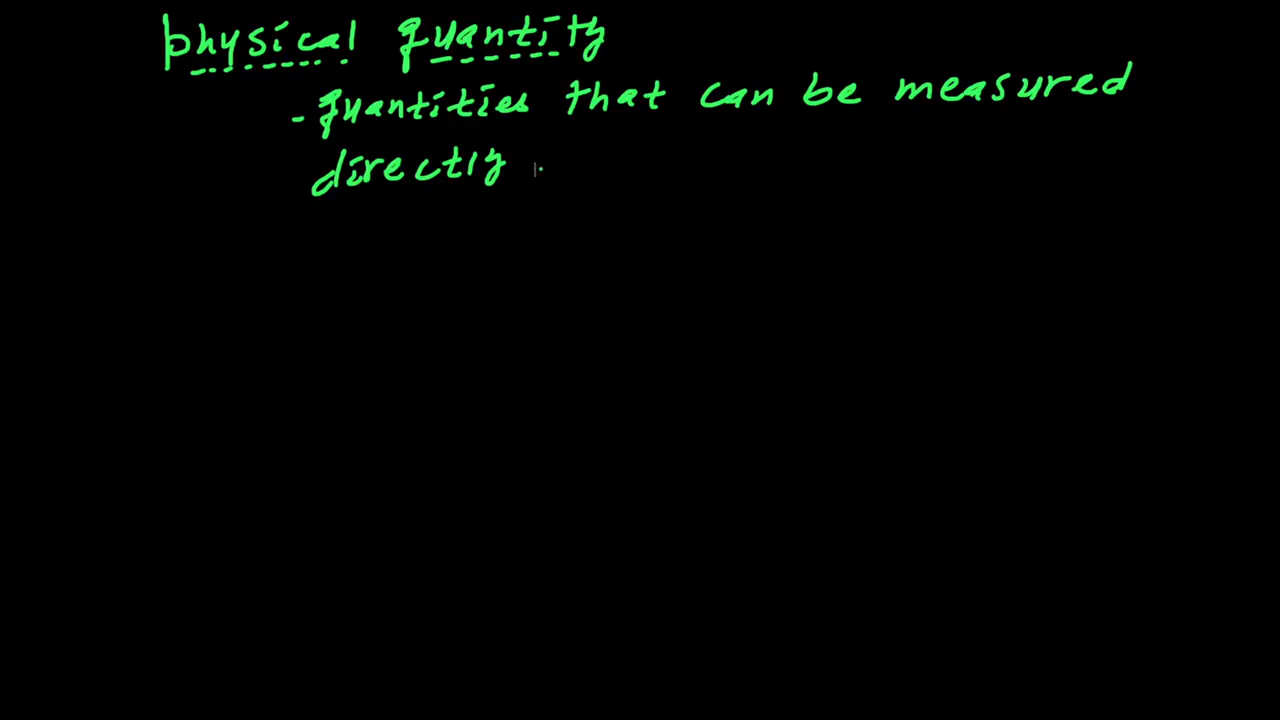 physical quantity
- quantities that can be measured
directly .